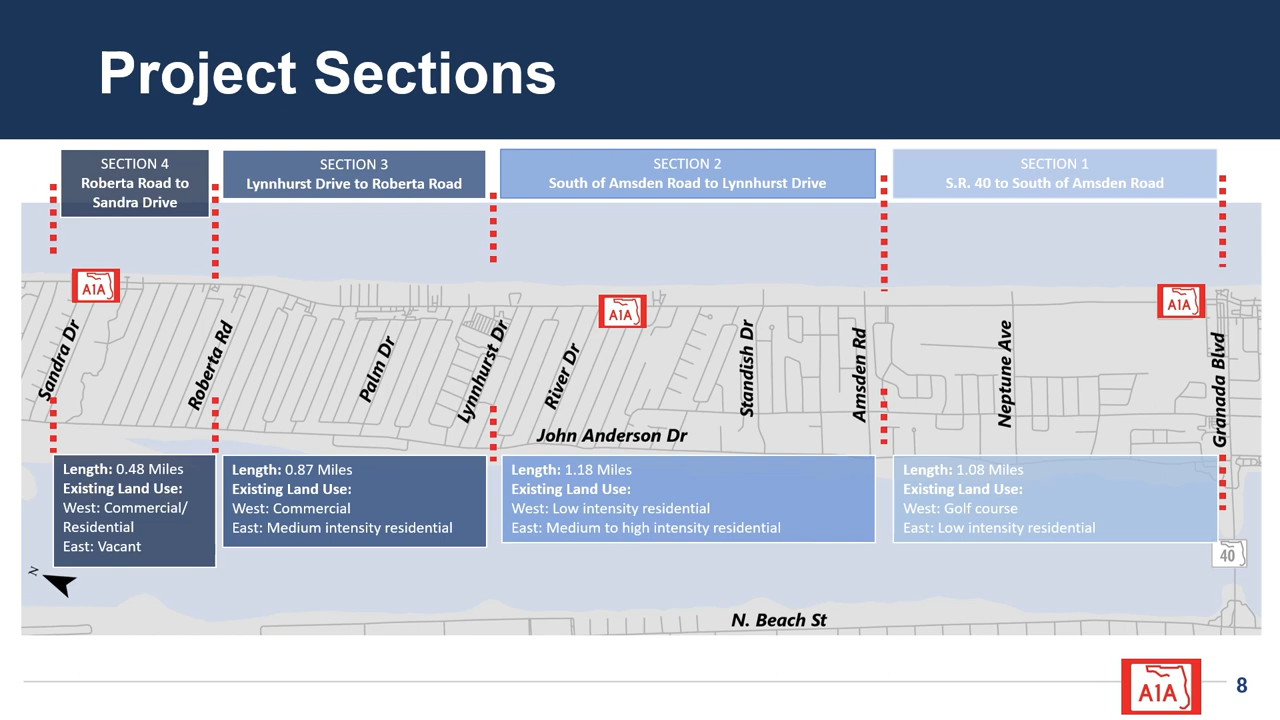 Project Sections
SECTION 4
Roberta Road to
Sandra Drive
SECTION 3
Lynnhurst Drive to Roberta Road
SECTION 2
South of Amsden Road to Lynnhurst Drive
SECTION 1
S.R. 40 to South of Amsden Road
A1A
A1A
A1A
Sandra Dr
Roberta Rd
Palm Dr
Lynnhurst Dr
River Dr
Standish Dr
Amsden Rd
Neptune Ave
Granada Blvd
John Anderson Dr
Length: 0.48 Miles
Existing Land Use:
West: Commercial/
Residential
East: Vacant
Length: 0.87 Miles
Existing Land Use:
West: Commercial
East: Medium intensity residential
Length: 1.18 Miles
Existing Land Use:
West: Low intensity residential
East: Medium to high intensity residential
Length: 1.08 Miles
Existing Land Use:
West: Golf course
East: Low intensity residential
40
N
N. Beach St
A1A
8